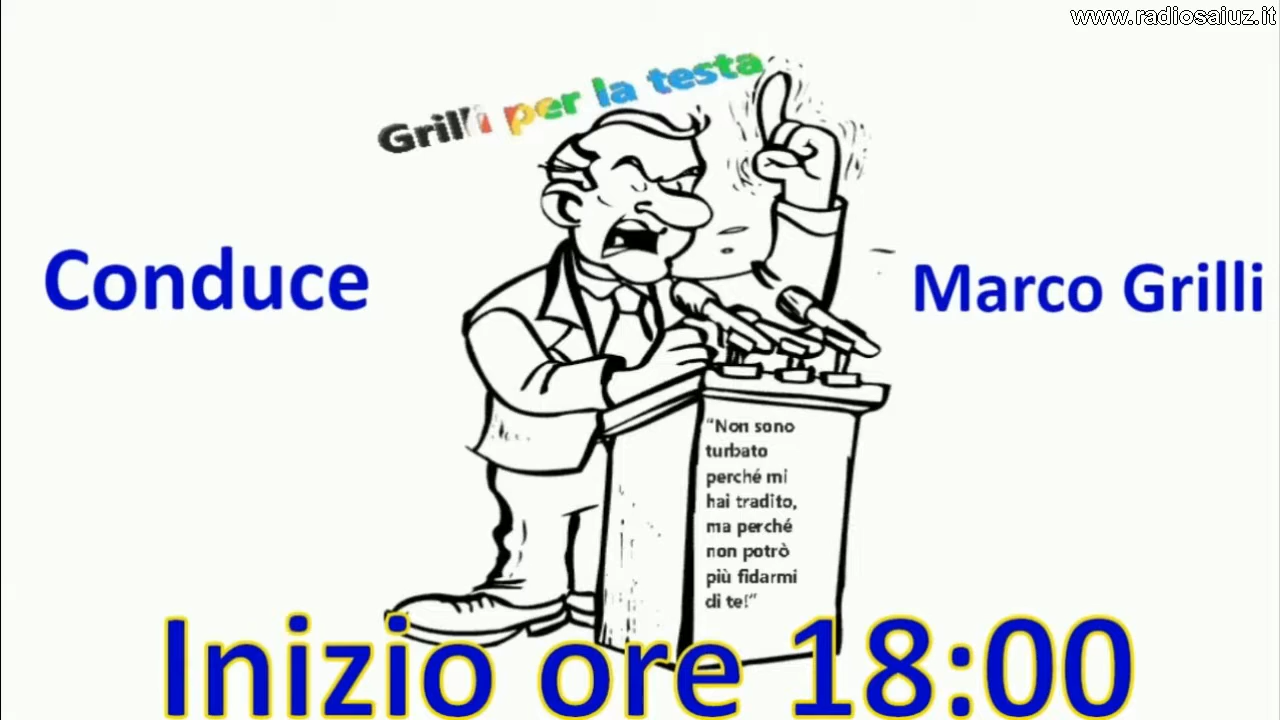 www.radiosaiuz.it
Grilli per la testa
Conduce
Marco Grilli
"Non sono
turbato
perché mi
hai tradito,
ma perché
non potrò
più fidarmi
di te!"
Inizio ore 18:00